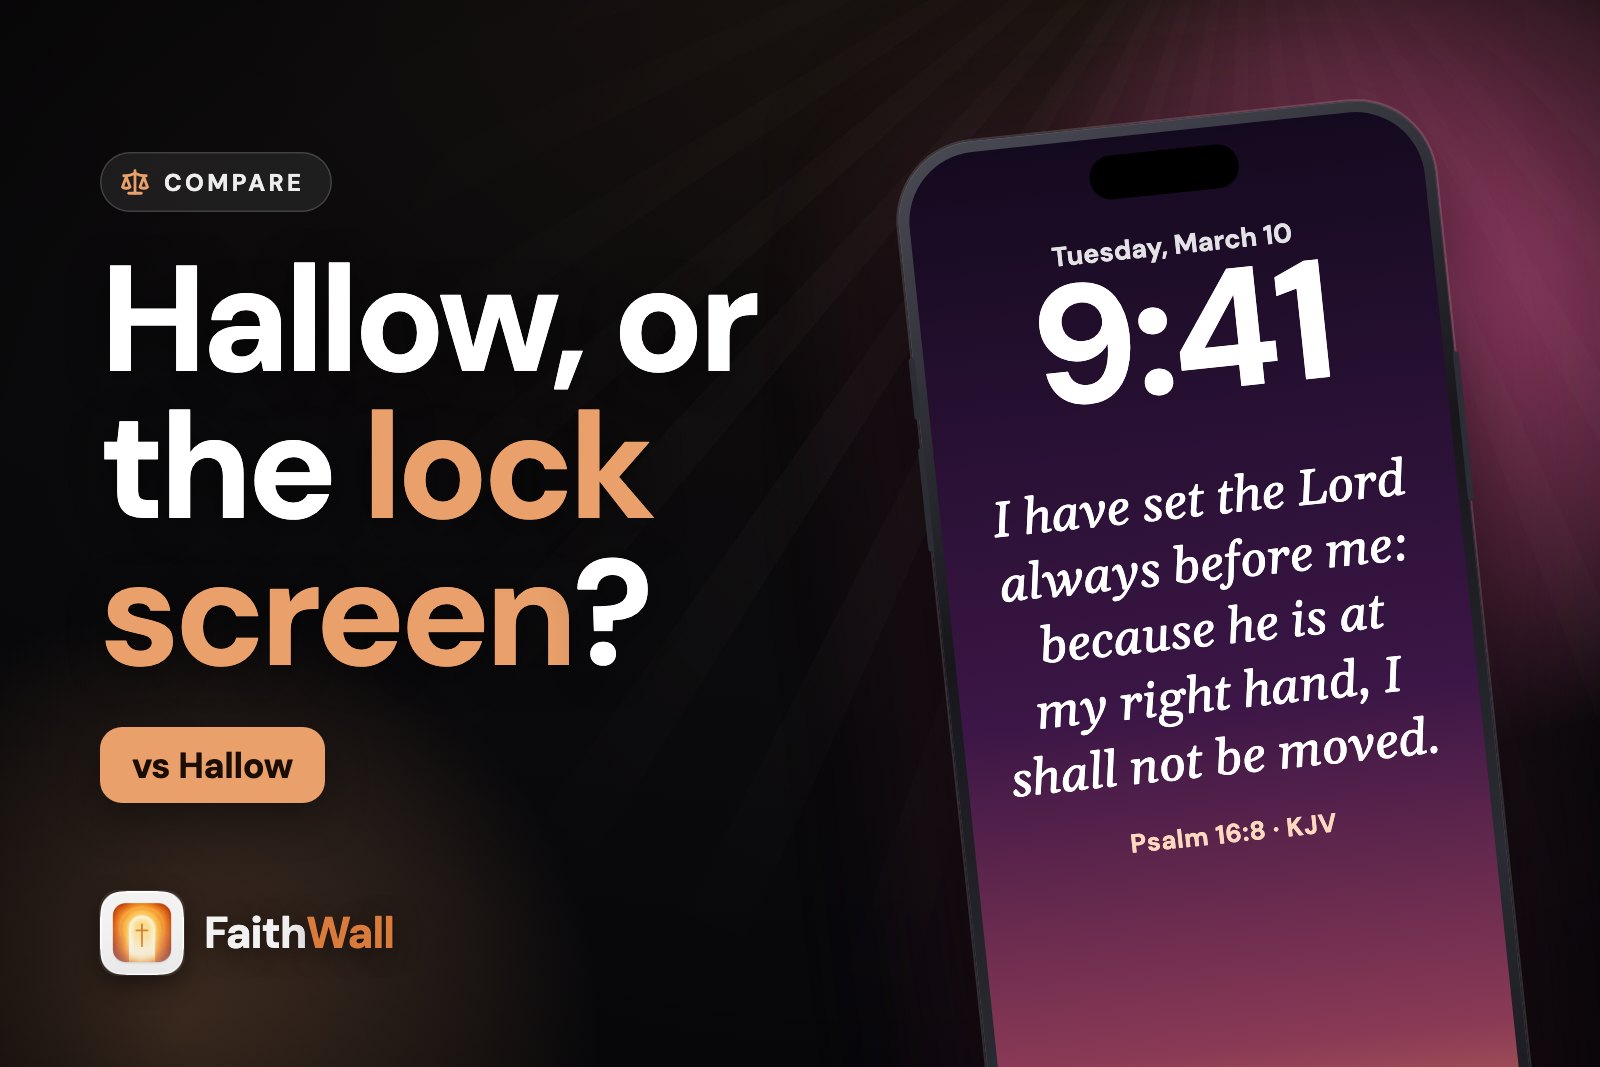 COMPARE
Hallow, or
the lock
screen?
vs Hallow
FaithWall
Tuesday, March 10
9:41
I have set the Lord
always before me:
because he is at
my right hand, I
shall not be moved.
Psalm 16:8 · KJV